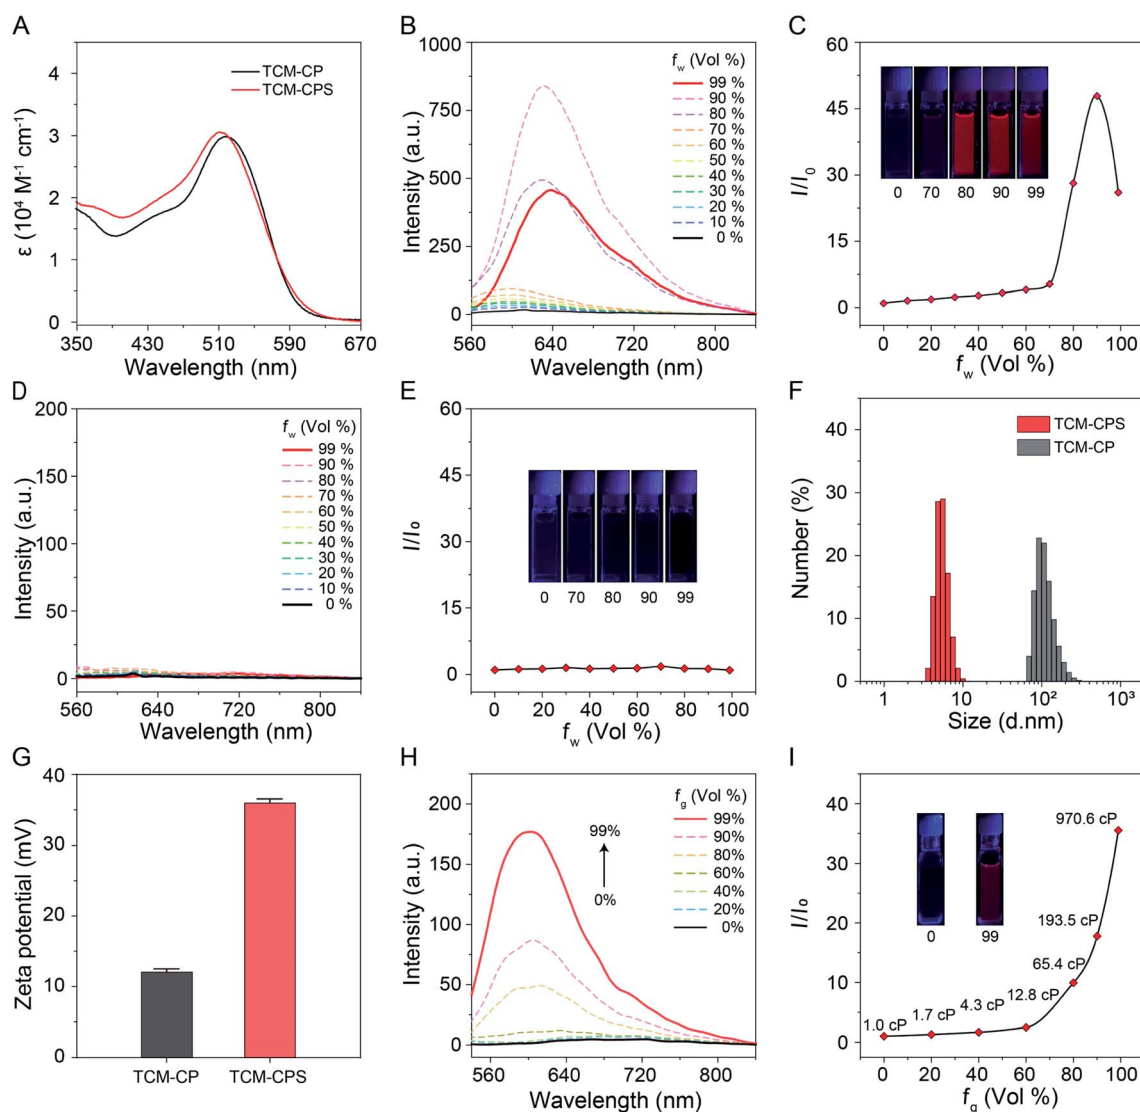 A
TCM-CP
TCM-CPS
4
3
2
1
0
350
430
510
590
670
ε (10⁴ M⁻¹ cm⁻¹)
Wavelength (nm)
B
1000
750
500
250
0
560
640
720
800
Intensity (a.u.)
Wavelength (nm)
fw (Vol %)
99 %
90 %
80 %
70 %
60 %
50 %
40 %
30 %
20 %
10 %
0 %
C
60
45
30
15
0
0
20
40
60
80
100
I/I0
fw (Vol %)
0 70 80 90 99
D
200
150
100
50
0
560
640
720
800
Intensity (a.u.)
Wavelength (nm)
fw (Vol %)
99 %
90 %
80 %
70 %
60 %
50 %
40 %
30 %
20 %
10 %
0 %
E
60
45
30
15
0
0
20
40
60
80
100
I/I0
fw (Vol %)
0 70 80 90 99
F
TCM-CPS
TCM-CP
40
30
20
10
0
1
10
10²
10³
Number (%)
Size (d.nm)
G
40
30
20
10
0
Zeta potential (mV)
TCM-CP
TCM-CPS
H
200
150
100
50
0
560
640
720
800
Intensity (a.u.)
Wavelength (nm)
99%
0%
fg (Vol %)
99%
90%
80%
60%
40%
20%
0%
I
40
30
20
10
0
0
20
40
60
80
100
I/I0
fg (Vol %)
970.6 cP
193.5 cP
65.4 cP
12.8 cP
4.3 cP
1.7 cP
1.0 cP
0
99